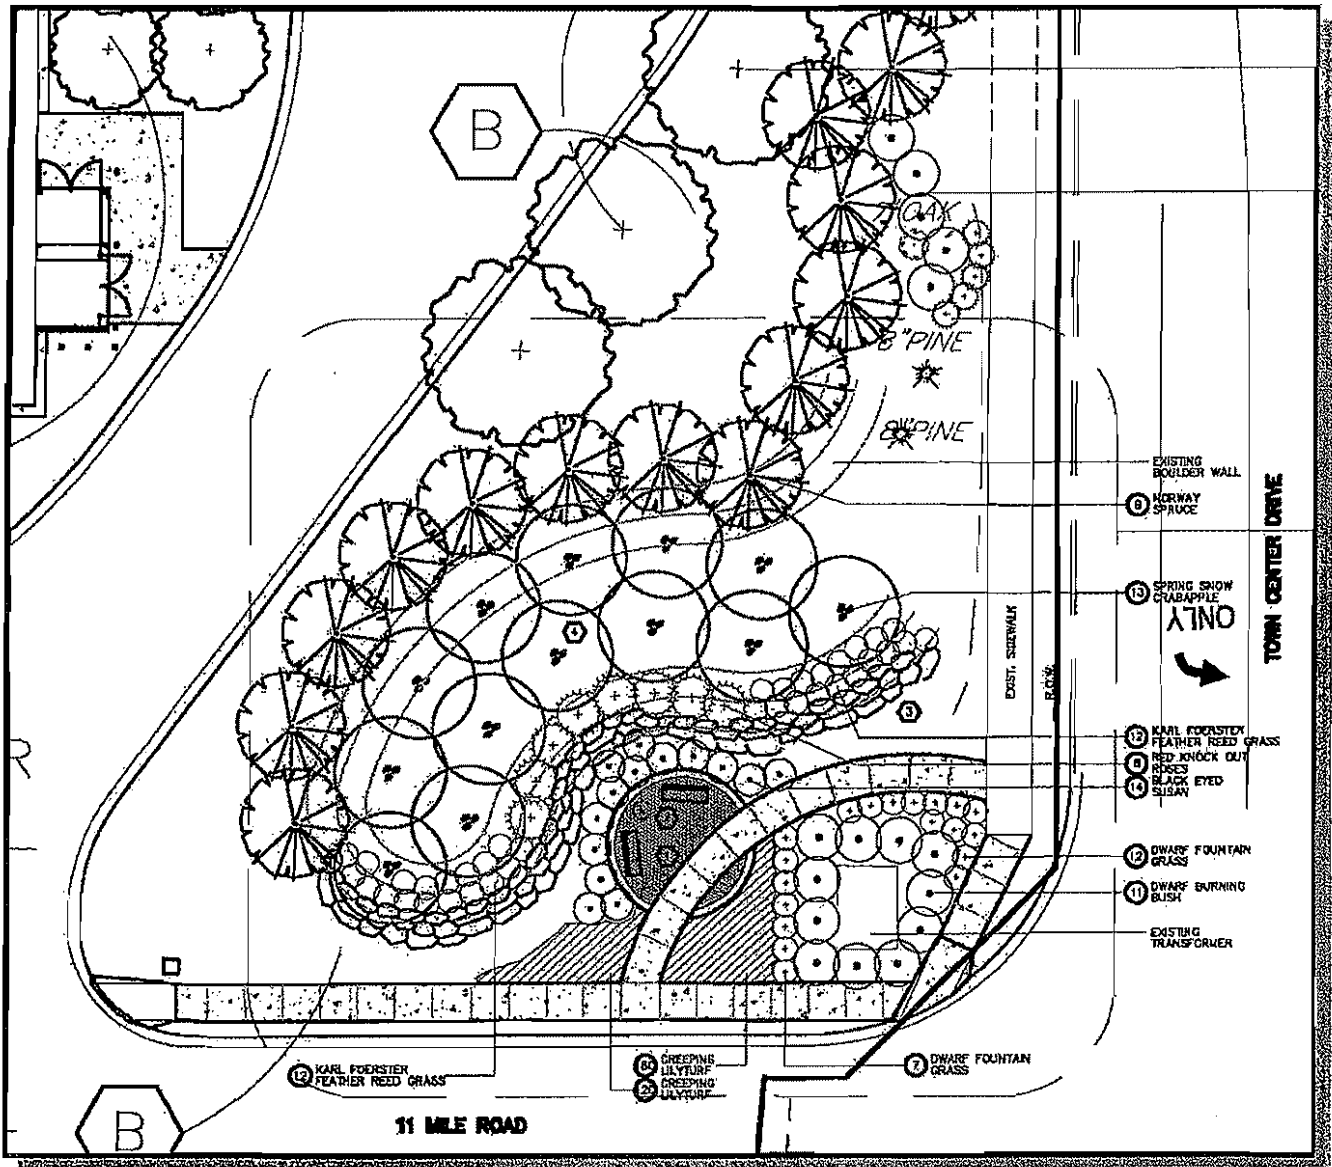 B
OAK
8"PINE
8"PINE
EXISTING
BOULDER WALL
9 NORWAY
SPRUCE
13 SPRING SNOW
CRABAPPLE
ONLY
TOWN CENTER DRIVE
EXIST. SIDEWALK
R.O.W.
4
3
12 KARL FOERSTER
FEATHER REED GRASS
8 RED KNOCK OUT
ROSES
14 BLACK EYED
SUSAN
12 DWARF FOUNTAIN
GRASS
11 DWARF BURNING
BUSH
EXISTING
TRANSFORMER
R
12 KARL FOERSTER
FEATHER REED GRASS
80 CREEPING
LILYTURF
20 CREEPING
LILYTURF
7 DWARF FOUNTAIN
GRASS
B
11 MILE ROAD